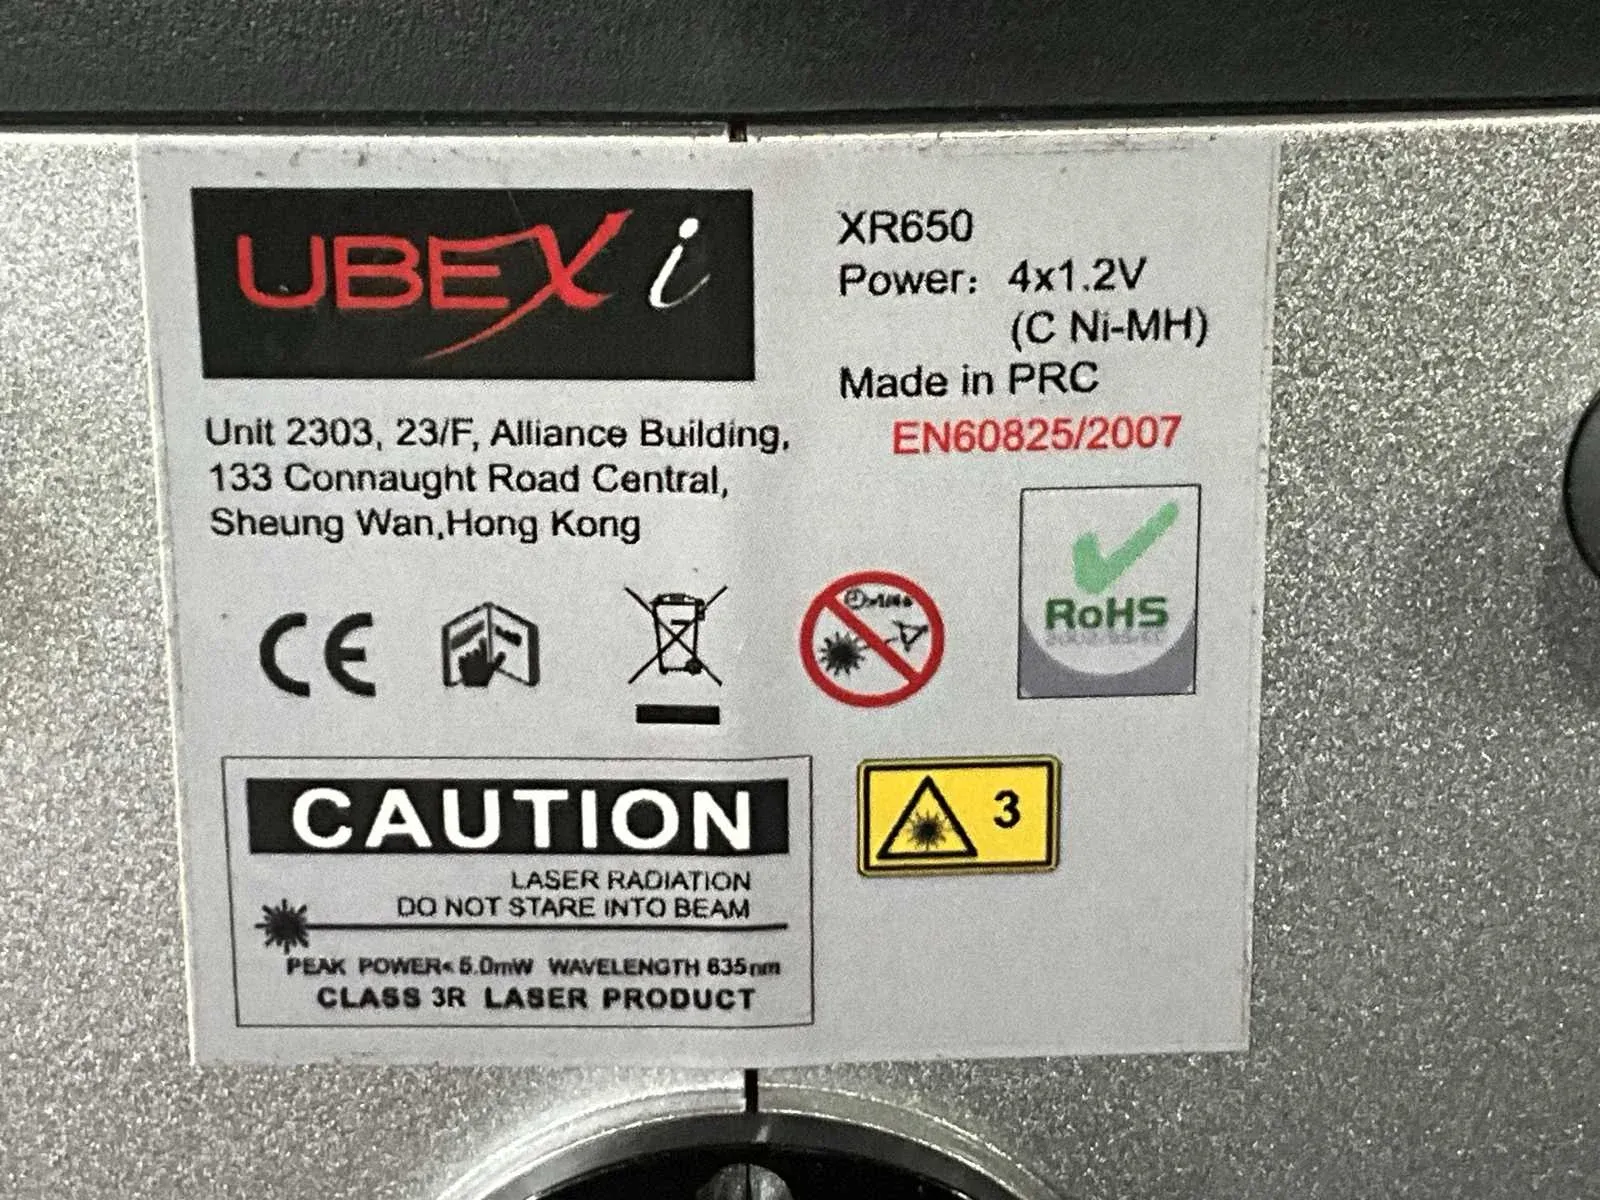 UBEX i
XR650
Power: 4x1.2V
(C Ni-MH)
Made in PRC
EN60825/2007
Unit 2303, 23/F, Alliance Building,
133 Connaught Road Central,
Sheung Wan,Hong Kong
CE
RoHS
CAUTION
LASER RADIATION
DO NOT STARE INTO BEAM
PEAK POWER< 5.0mW WAVELENGTH 635nm
CLASS 3R LASER PRODUCT
3